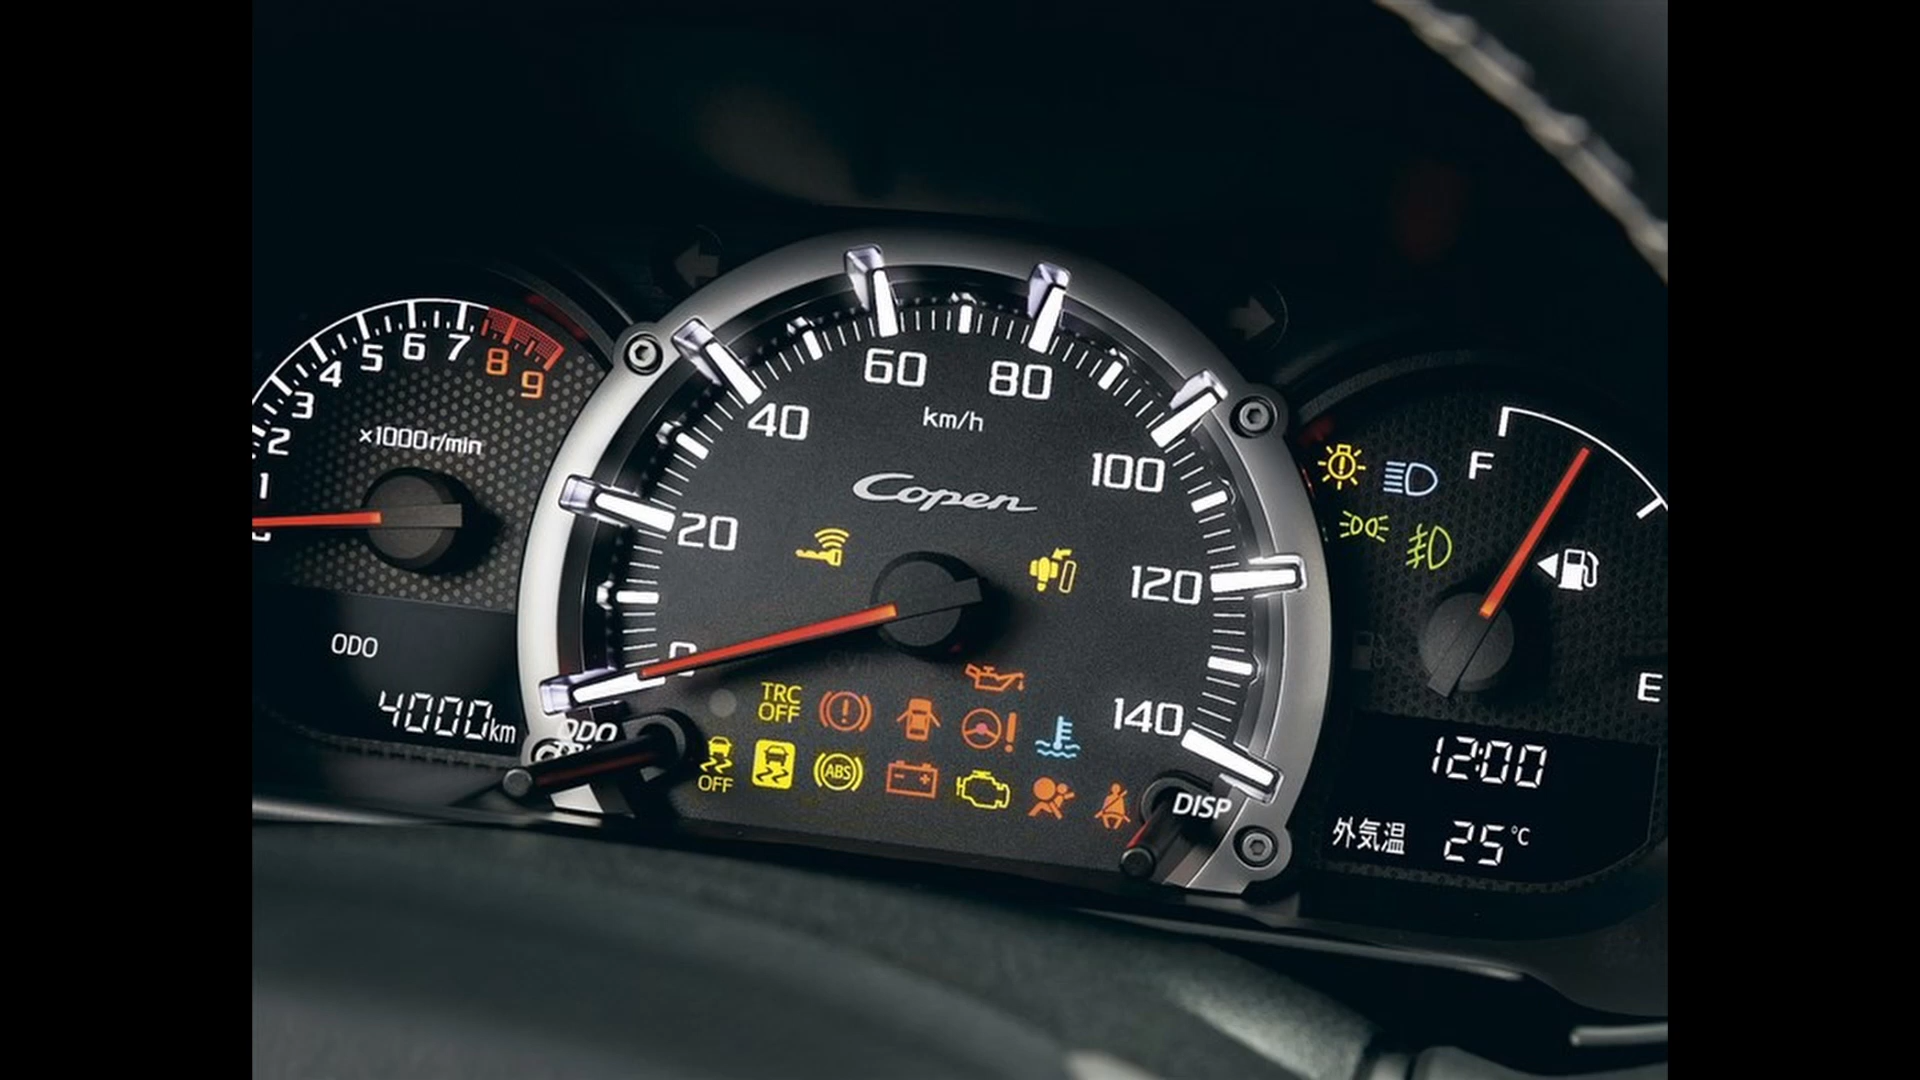 1
2
3
4
5
6
7
8
9
×1000r/min
ODO
4000km
0
20
40
60
80
100
120
140
km/h
Copen
TRC
OFF
OFF
ABS
ODO
DISP
F
E
12:00
外気温 25℃